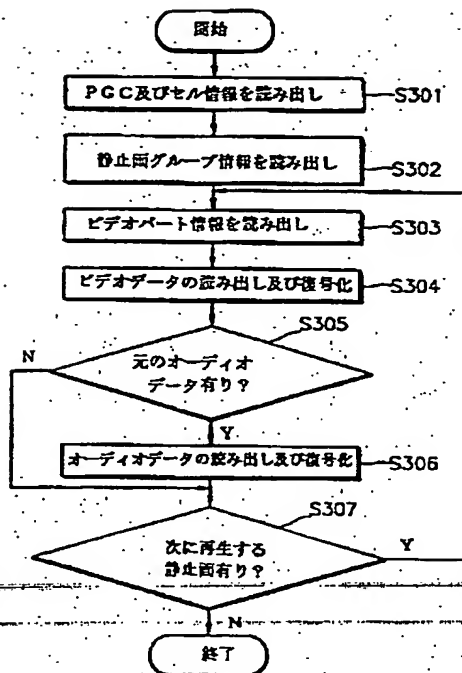 開始
PGC及びセル情報を読み出し S301
静止画グループ情報を読み出し S302
ビデオパート情報を読み出し S303
ビデオデータの読み出し及び復号化 S304
S305
N
元のオーディオ
データ有り?
Y
オーディオデータの読み出し及び復号化 S306
S307
次に再生する
静止画有り?
Y
N
終了